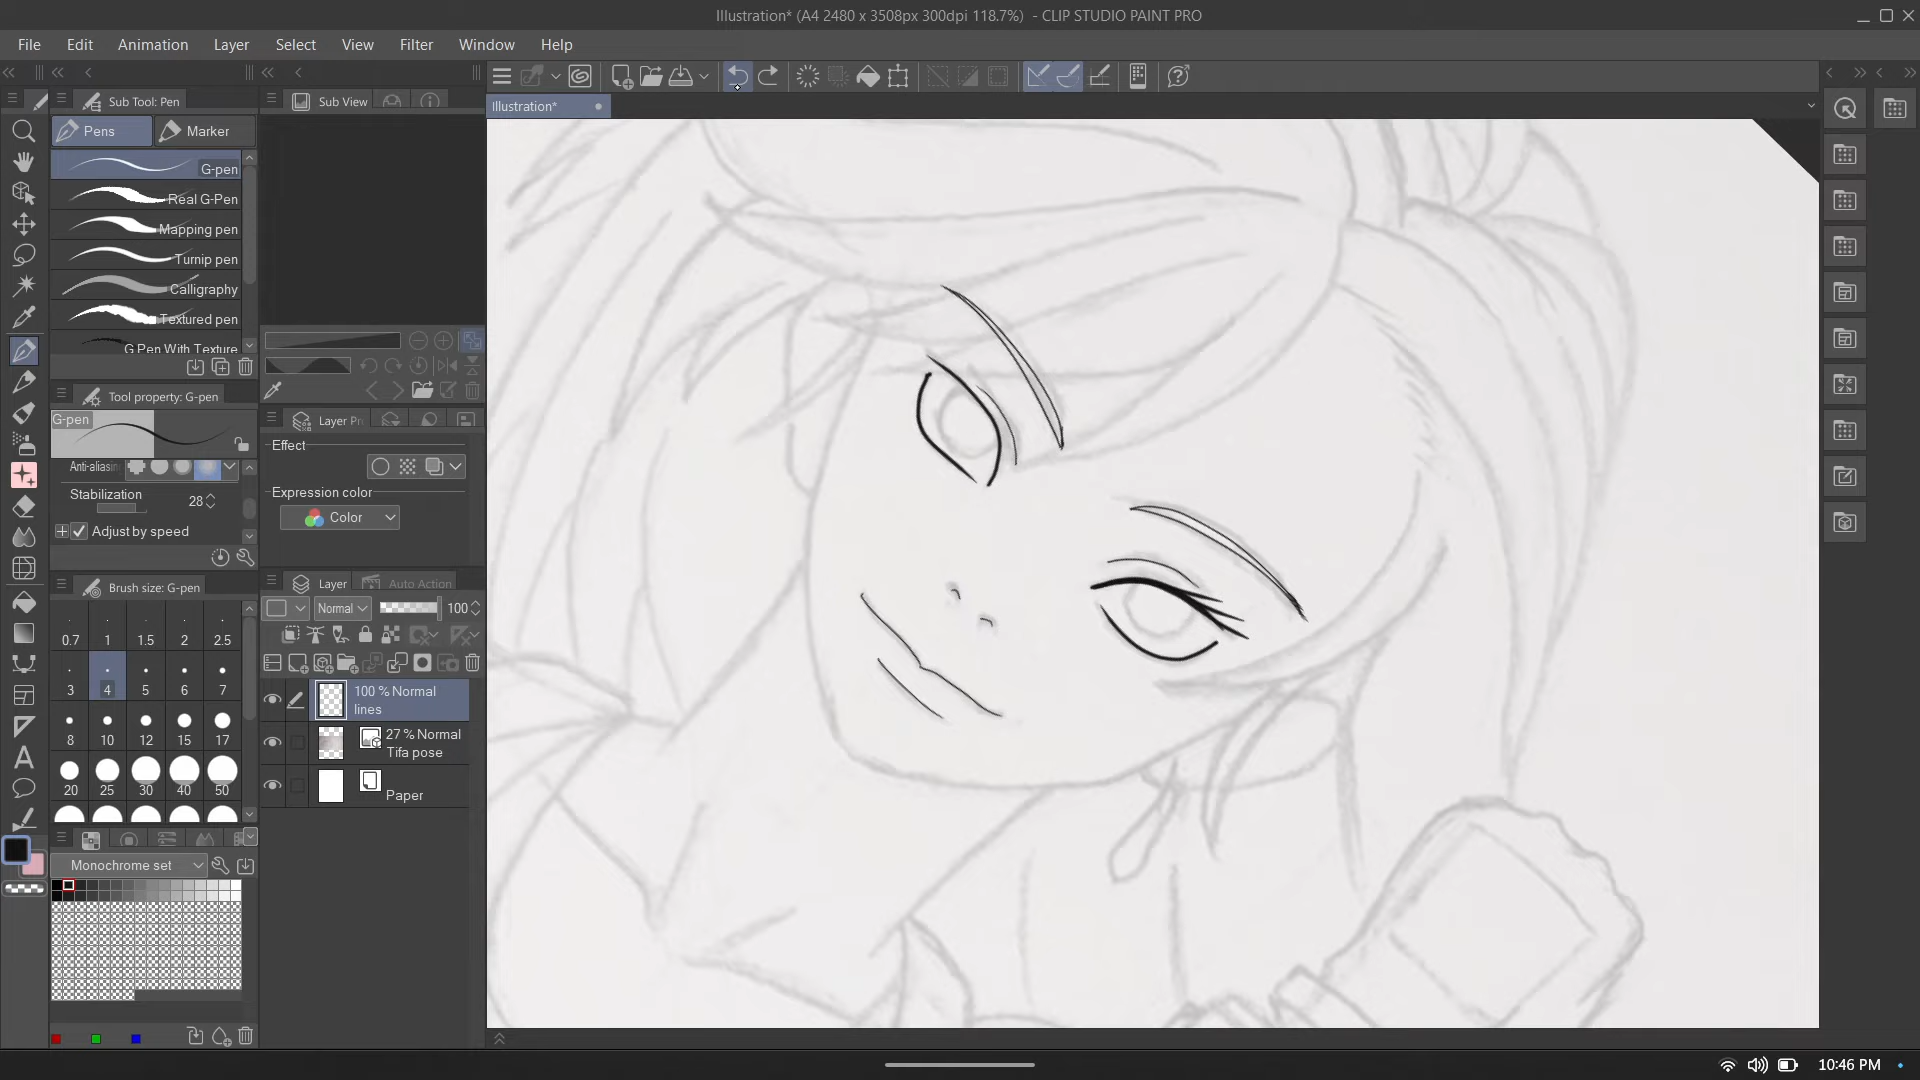 Illustration* (A4 2480 x 3508px 300dpi 118.7%) - CLIP STUDIO PAINT PRO
File Edit Animation Layer Select View Filter Window Help
Sub Tool: Pen
Sub View
Illustration*
Pens
Marker
G-pen
Real G-Pen
Mapping pen
Turnip pen
Calligraphy
Textured pen
G Pen With Texture
Tool property: G-pen
G-pen
Anti-aliasin
Stabilization
28
Adjust by speed
Layer Pr
Effect
Expression color
Color
Brush size: G-pen
0.7 1 1.5 2 2.5
3 4 5 6 7
8 10 12 15 17
20 25 30 40 50
Layer
Auto Action
Normal
100
100 % Normal
lines
27 % Normal
Tifa pose
Paper
Monochrome set
10:46 PM